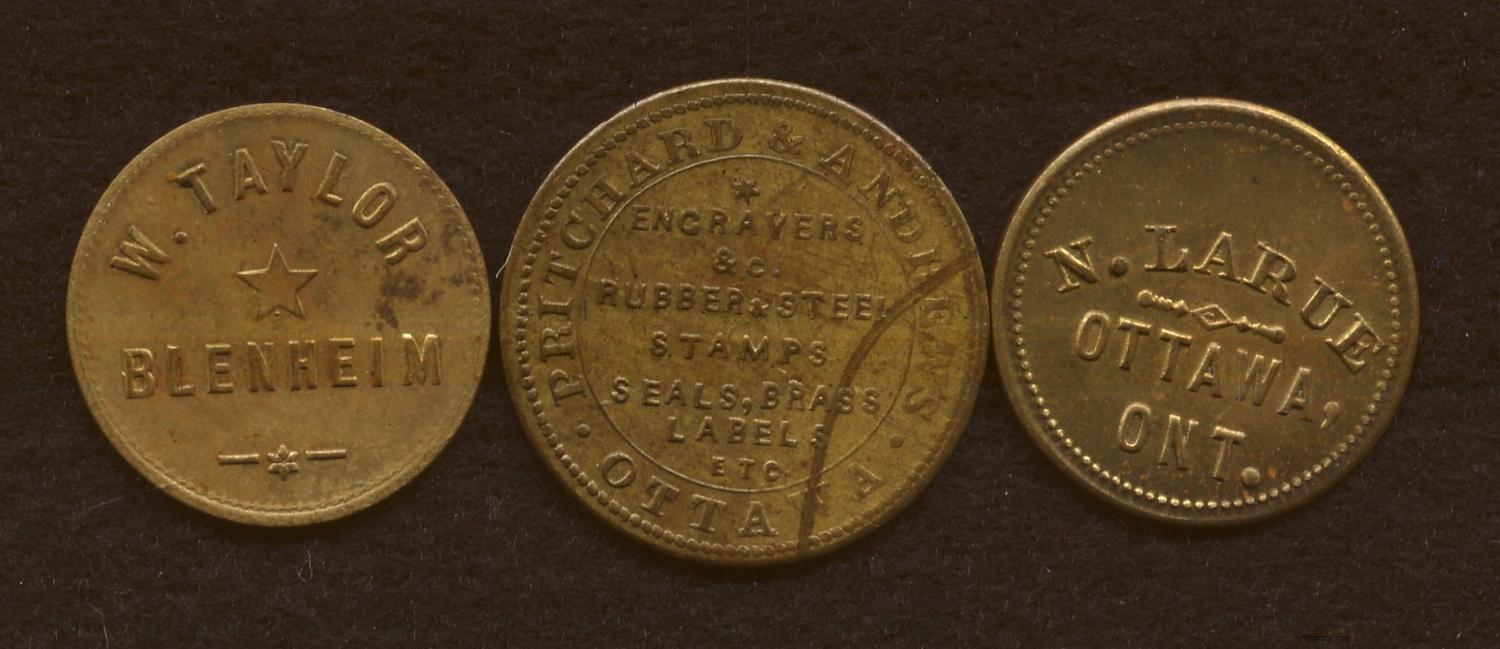 W. TAYLOR
BLENHEIM
PRITCHARD & ANDREWS.
ENGRAVERS
& c.
RUBBER & STEEL
STAMPS
SEALS, BRASS
LABELS
ETC.
· OTTAWA ·
N. LARUE
OTTAWA,
ONT.